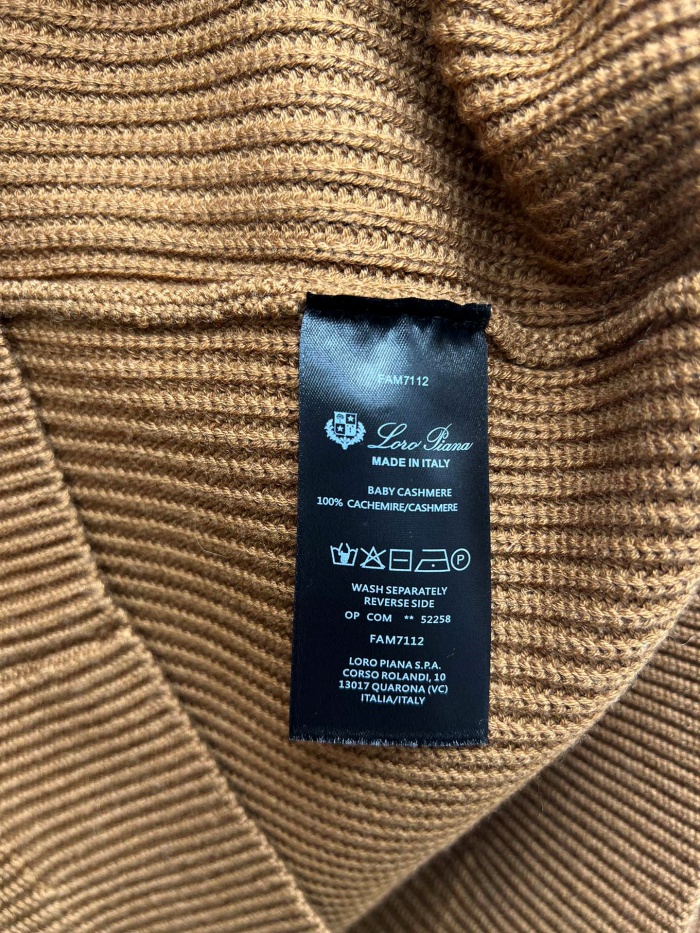 FAM7112
Loro Piana
MADE IN ITALY
BABY CASHMERE
100% CACHEMIRE/CASHMERE
P
WASH SEPARATELY
REVERSE SIDE
OP COM ** 52258
FAM7112
LORO PIANA S.P.A.
CORSO ROLANDI, 10
13017 QUARONA (VC)
ITALIA/ITALY